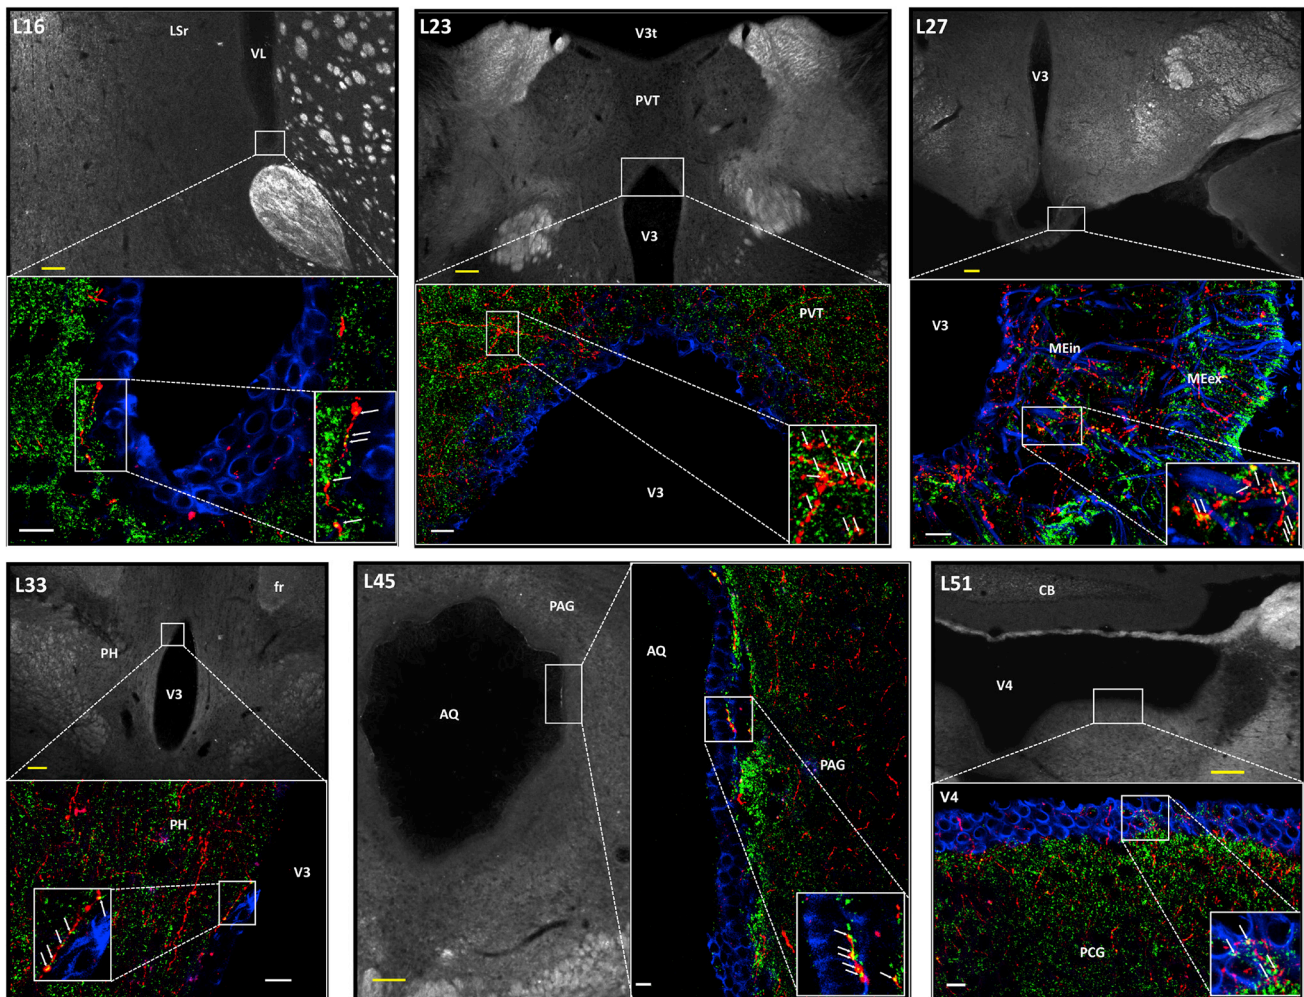 L16
LSr
VL
L23
V3t
PVT
V3
PVT
V3
L27
V3
V3
MEin
MEex
L33
fr
PH
V3
PH
V3
L45
PAG
AQ
AQ
PAG
L51
CB
V4
V4
PCG